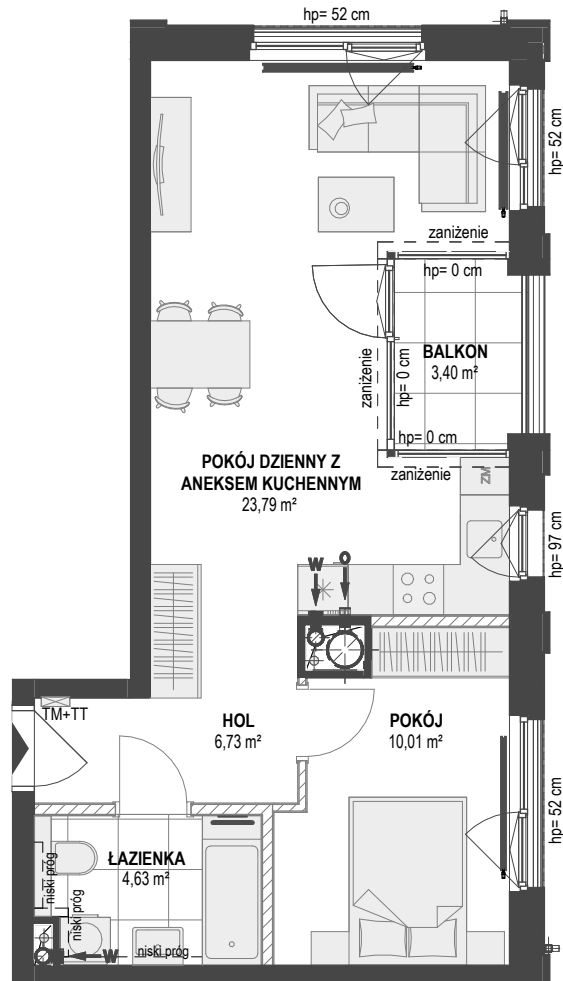 hp= 52 cm
hp= 52 cm
zaniżenie
hp= 0 cm
BALKON
3,40 m²
zaniżenie
hp= 0 cm
hp= 0 cm
zaniżenie
POKÓJ DZIENNY Z
ANEKSEM KUCHENNYM
23,79 m²
ZM
hp= 97 cm
W
O
TM+TT
HOL
6,73 m²
POKÓJ
10,01 m²
hp= 52 cm
ŁAZIENKA
4,63 m²
niski próg
niski próg
niski próg
W